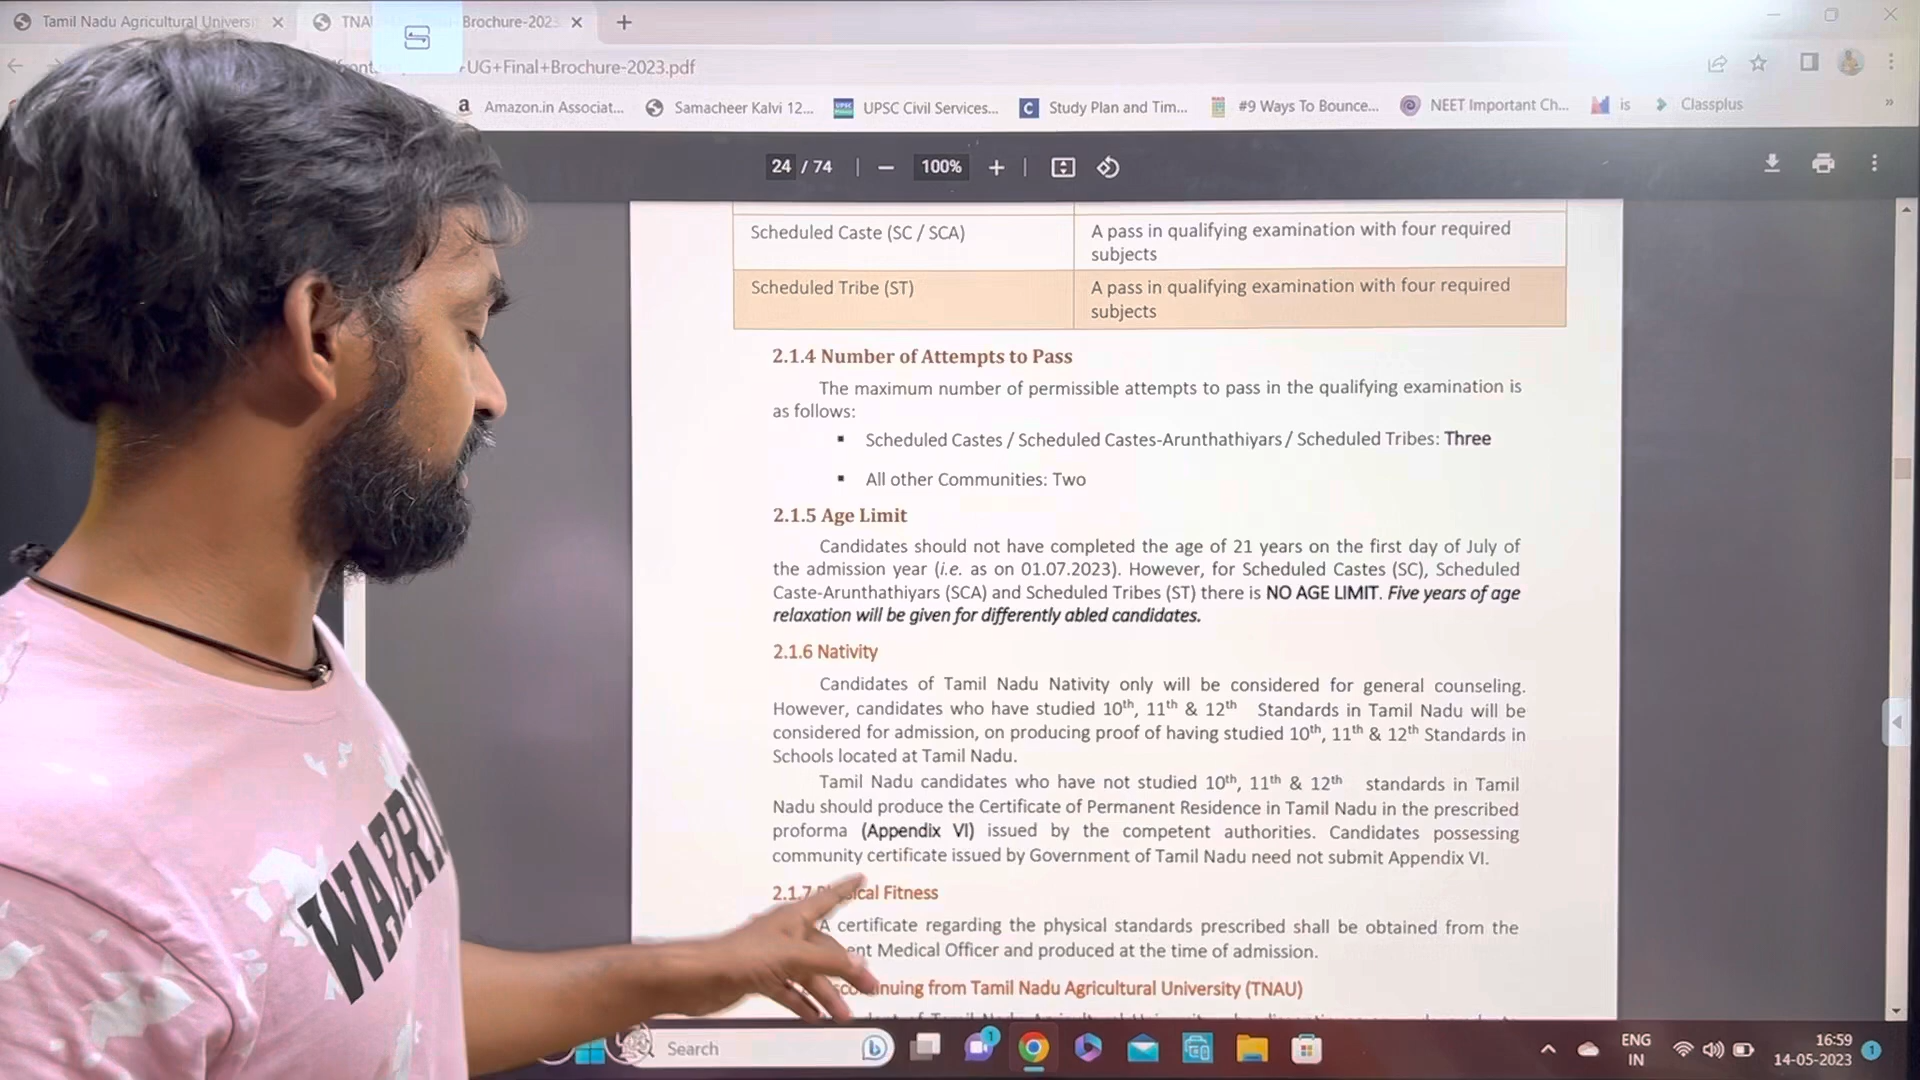 Tamil Nadu Agricultural Universi
TNA
Brochure-202
UG+Final+Brochure-2023.pdf
Amazon.in Associat...
Samacheer Kalvi 12...
UPSC Civil Services...
Study Plan and Tim...
#9 Ways To Bounce...
NEET Important Ch...
is
Classplus
»
24 / 74
100%
Scheduled Caste (SC / SCA)
A pass in qualifying examination with four required
subjects
Scheduled Tribe (ST)
A pass in qualifying examination with four required
subjects
2.1.4 Number of Attempts to Pass
The maximum number of permissible attempts to pass in the qualifying examination is
as follows:
▪ Scheduled Castes / Scheduled Castes-Arunthathiyars / Scheduled Tribes: Three
▪ All other Communities: Two
2.1.5 Age Limit
Candidates should not have completed the age of 21 years on the first day of July of
the admission year (i.e. as on 01.07.2023). However, for Scheduled Castes (SC), Scheduled
Caste-Arunthathiyars (SCA) and Scheduled Tribes (ST) there is NO AGE LIMIT. Five years of age
relaxation will be given for differently abled candidates.
2.1.6 Nativity
Candidates of Tamil Nadu Nativity only will be considered for general counseling.
However, candidates who have studied 10th, 11th & 12th Standards in Tamil Nadu will be
considered for admission, on producing proof of having studied 10th, 11th & 12th Standards in
Schools located at Tamil Nadu.
Tamil Nadu candidates who have not studied 10th, 11th & 12th standards in Tamil
Nadu should produce the Certificate of Permanent Residence in Tamil Nadu in the prescribed
proforma (Appendix VI) issued by the competent authorities. Candidates possessing
community certificate issued by Government of Tamil Nadu need not submit Appendix VI.
2.1.7 Physical Fitness
A certificate regarding the physical standards prescribed shall be obtained from the
ent Medical Officer and produced at the time of admission.
continuing from Tamil Nadu Agricultural University (TNAU)
WARRI
Search
1
ENG
IN
16:59
14-05-2023
1